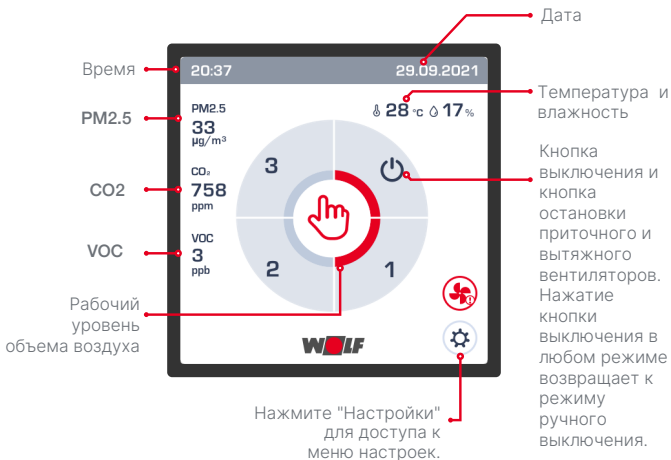 Дата
Время
20:37
29.09.2021
PM2.5
PM2.5
33
µg/m³
28 °C 17 %
Температура и
влажность
CO2
CO₂
758
ppm
VOC
VOC
3
ppb
3
2
1
Кнопка
выключения и
кнопка
остановки
приточного и
вытяжного
вентиляторов.
Нажатие
кнопки
выключения в
любом режиме
возвращает к
режиму
ручного
выключения.
Рабочий
уровень
объема воздуха
WOLF
Нажмите "Настройки"
для доступа к
меню настроек.